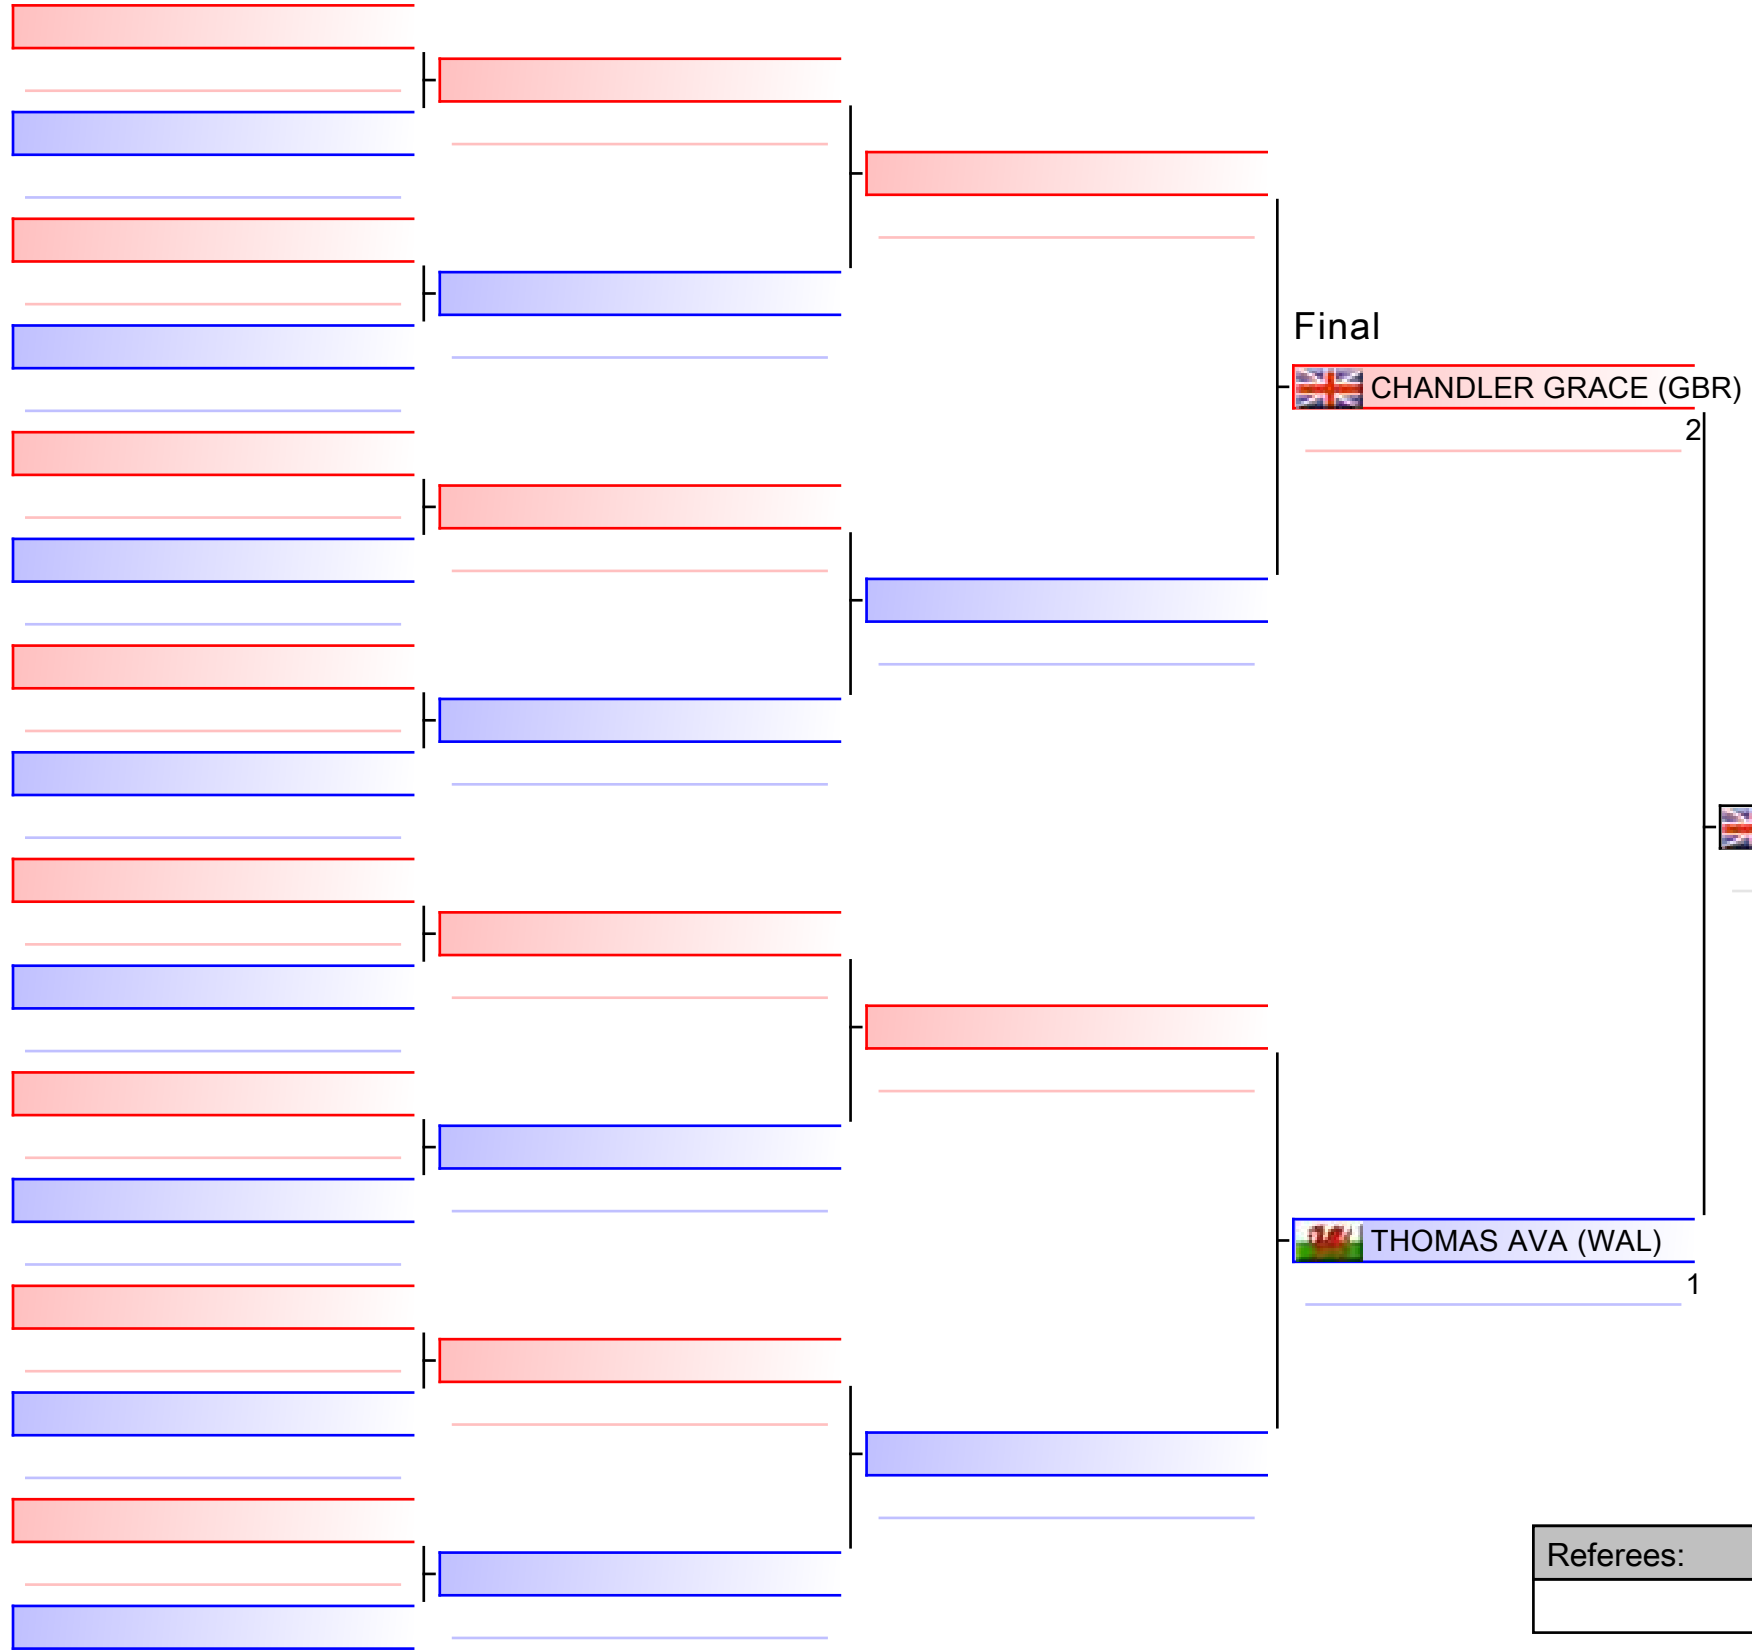 Final
CHANDLER GRACE (GBR)
2
THOMAS AVA (WAL)
1
Referees: